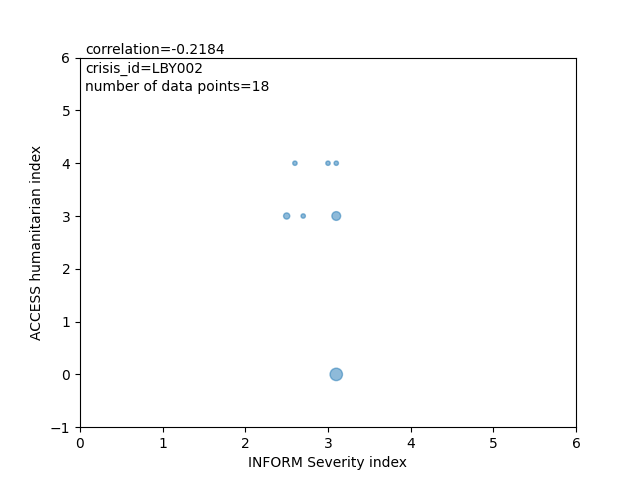 correlation=-0.2184
crisis_id=LBY002
number of data points=18
6
5
4
3
2
1
0
−1
ACCESS humanitarian index
0 1 2 3 4 5 6
INFORM Severity index